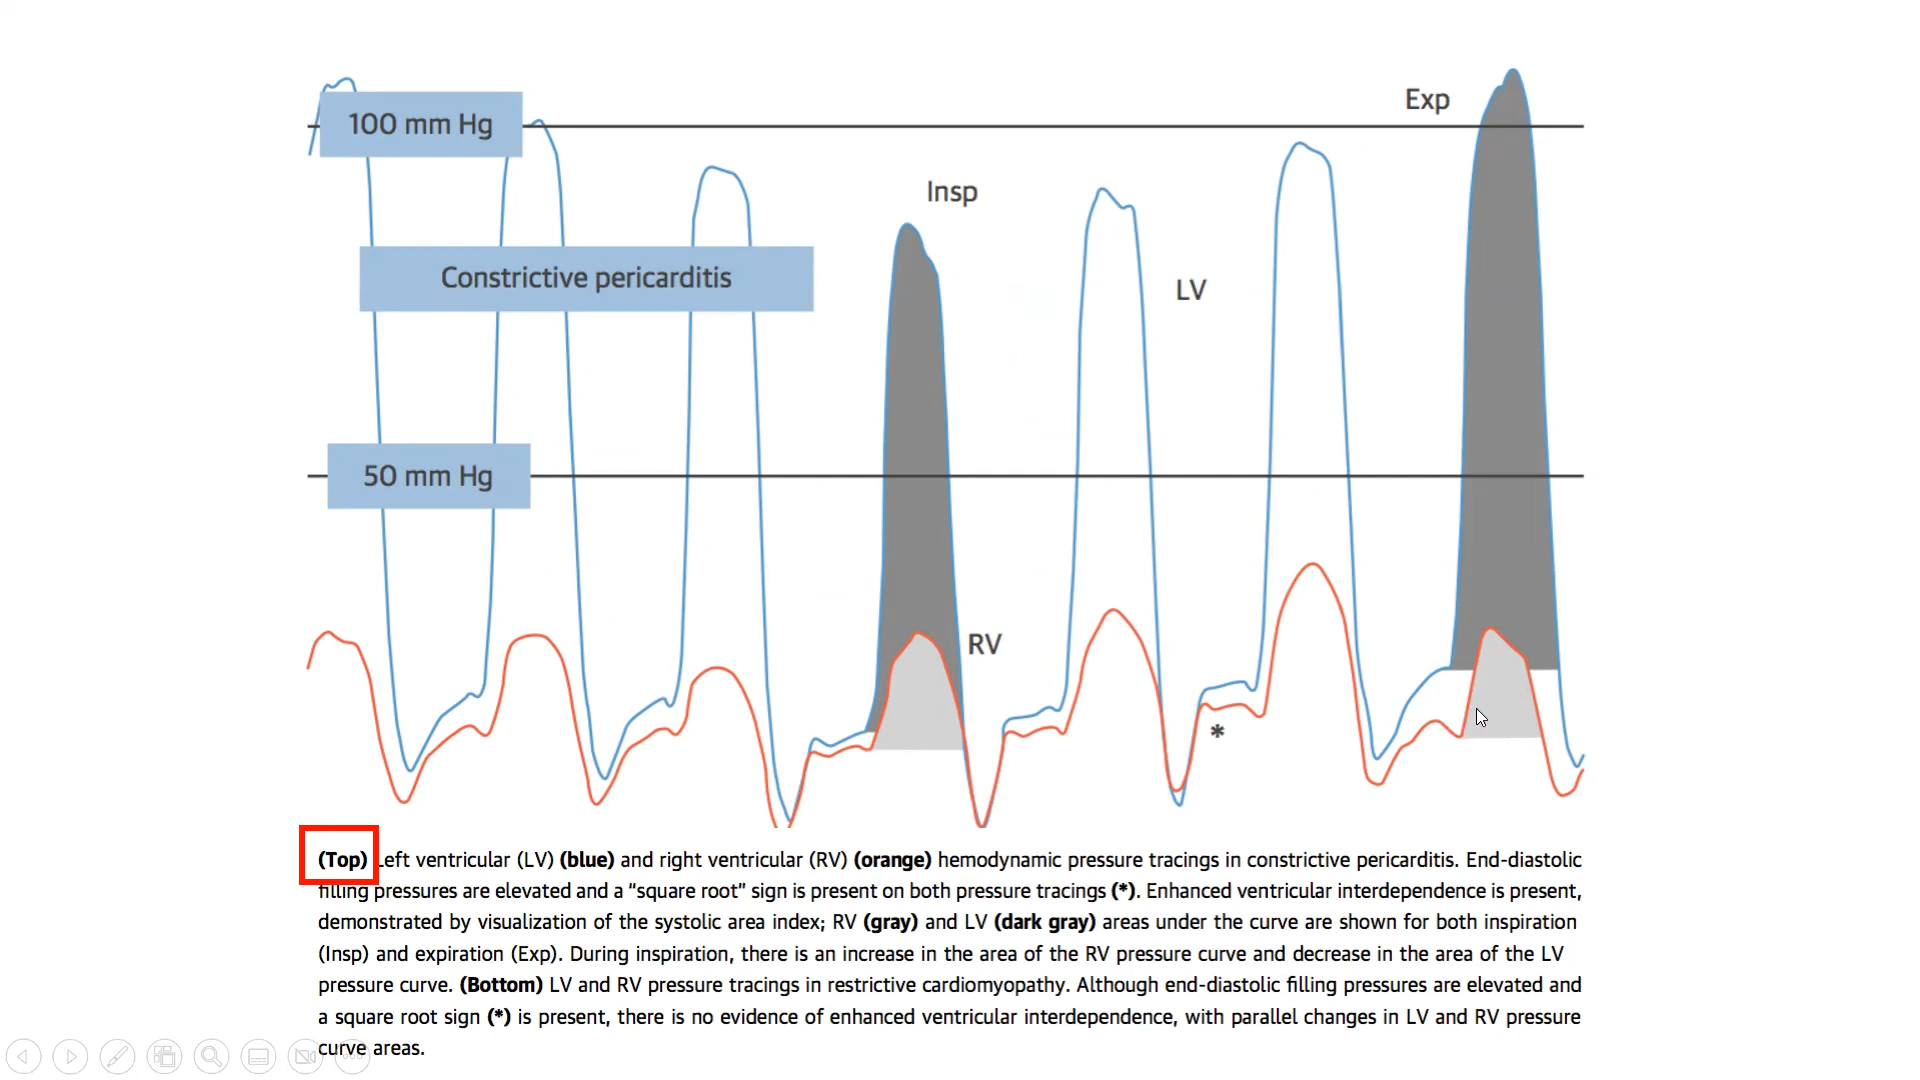 Exp
100 mm Hg
Insp
Constrictive pericarditis
LV
50 mm Hg
RV
*
(Top) Left ventricular (LV) (blue) and right ventricular (RV) (orange) hemodynamic pressure tracings in constrictive pericarditis. End-diastolic
filling pressures are elevated and a “square root” sign is present on both pressure tracings (*). Enhanced ventricular interdependence is present,
demonstrated by visualization of the systolic area index; RV (gray) and LV (dark gray) areas under the curve are shown for both inspiration
(Insp) and expiration (Exp). During inspiration, there is an increase in the area of the RV pressure curve and decrease in the area of the LV
pressure curve. (Bottom) LV and RV pressure tracings in restrictive cardiomyopathy. Although end-diastolic filling pressures are elevated and
a square root sign (*) is present, there is no evidence of enhanced ventricular interdependence, with parallel changes in LV and RV pressure
curve areas.